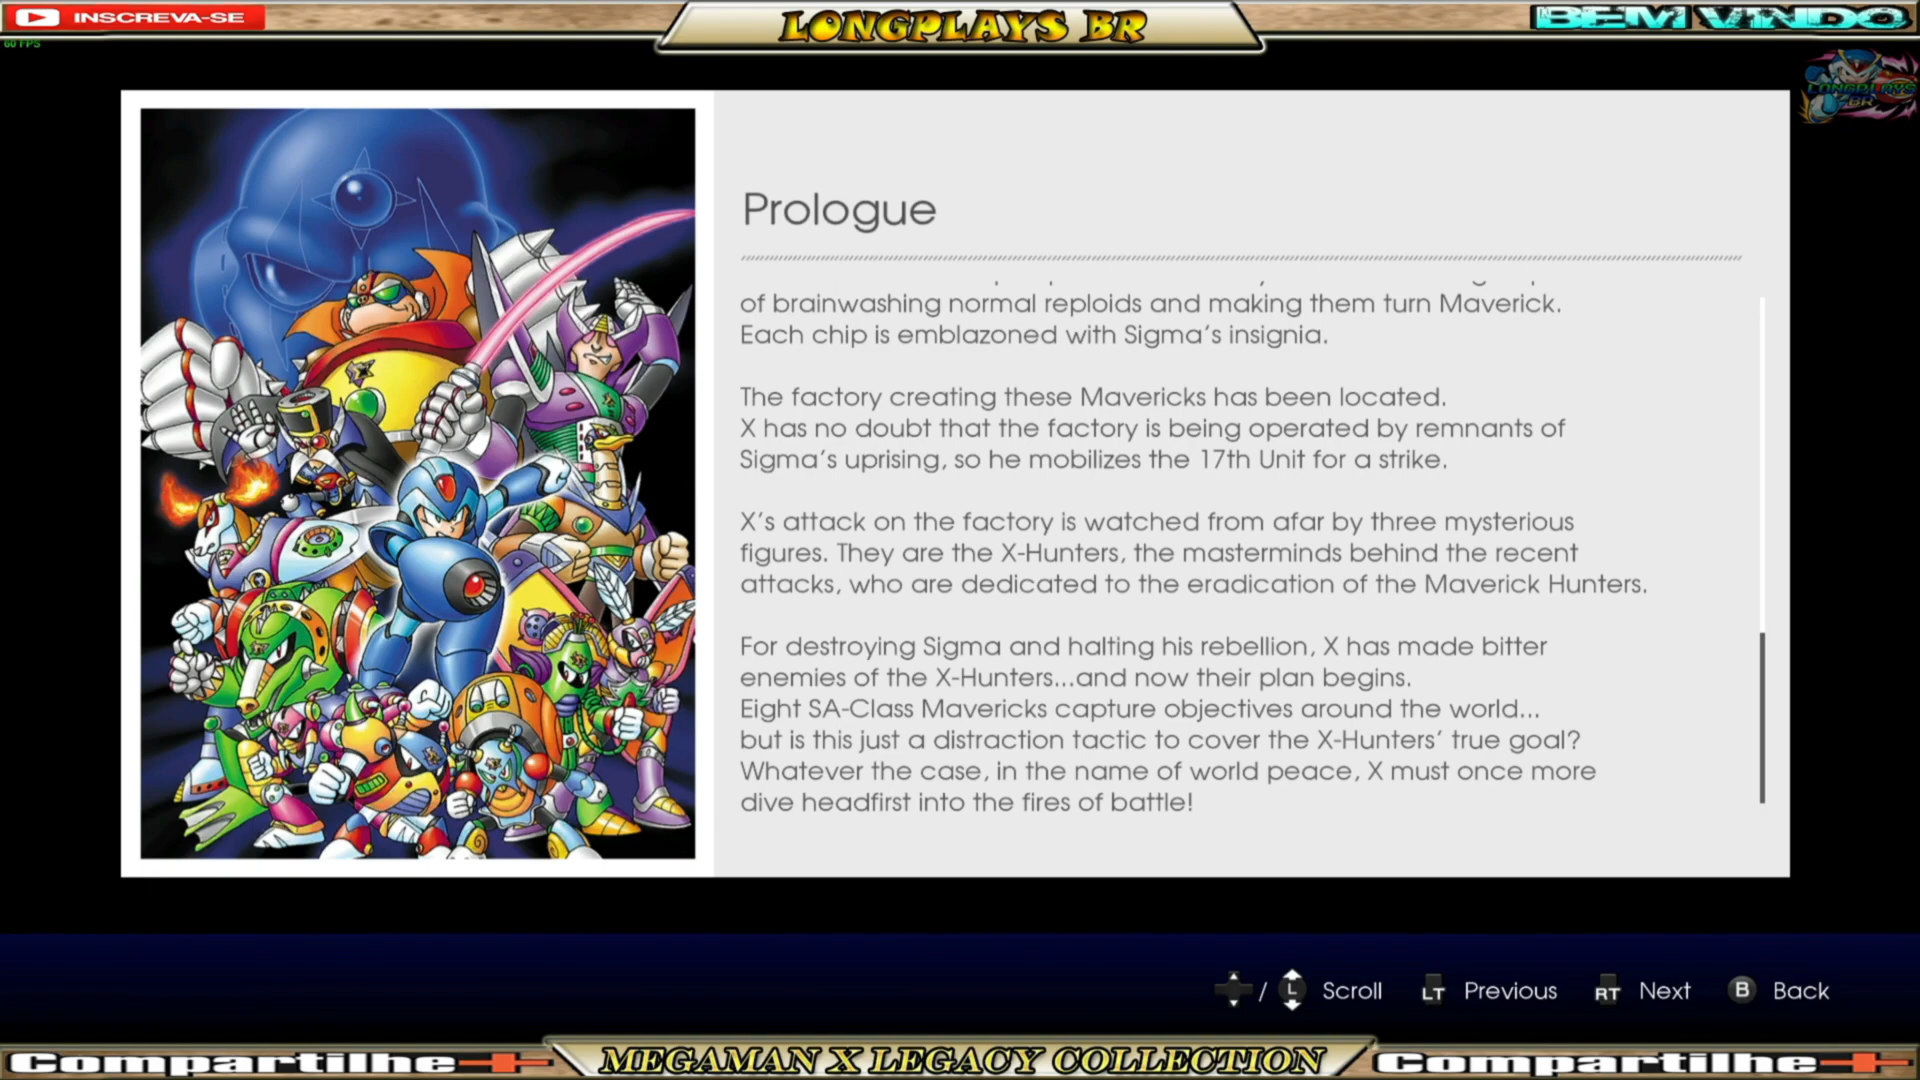 INSCREVA-SE
LONGPLAYS BR
BEM VINDO
60 FPS
LONGPLAYS
BR
Prologue
of brainwashing normal reploids and making them turn Maverick.
Each chip is emblazoned with Sigma's insignia.
The factory creating these Mavericks has been located.
X has no doubt that the factory is being operated by remnants of
Sigma's uprising, so he mobilizes the 17th Unit for a strike.
X's attack on the factory is watched from afar by three mysterious
figures. They are the X-Hunters, the masterminds behind the recent
attacks, who are dedicated to the eradication of the Maverick Hunters.
For destroying Sigma and halting his rebellion, X has made bitter
enemies of the X-Hunters...and now their plan begins.
Eight SA-Class Mavericks capture objectives around the world...
but is this just a distraction tactic to cover the X-Hunters' true goal?
Whatever the case, in the name of world peace, X must once more
dive headfirst into the fires of battle!
/ L Scroll LT Previous RT Next B Back
Compartilhe MEGAMAN X LEGACY COLLECTION Compartilhe